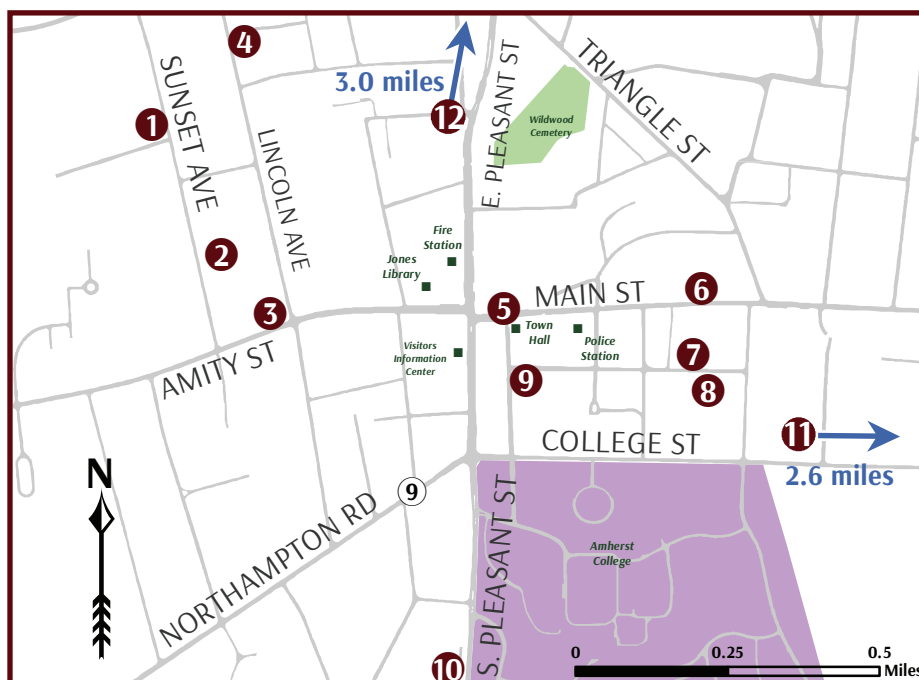 4
3.0 miles
E. PLEASANT ST
TRIANGLE ST
SUNSET AVE
1
12
Wildwood
Cemetery
LINCOLN AVE
2
Fire
Station
Jones
Library
3
5
MAIN ST
6
Town
Hall
Police
Station
AMITY ST
Visitors
Information
Center
7
9
8
11
COLLEGE ST
2.6 miles
N
9
NORTHAMPTON RD
S. PLEASANT ST
Amherst
College
10
0 0.25 0.5
Miles